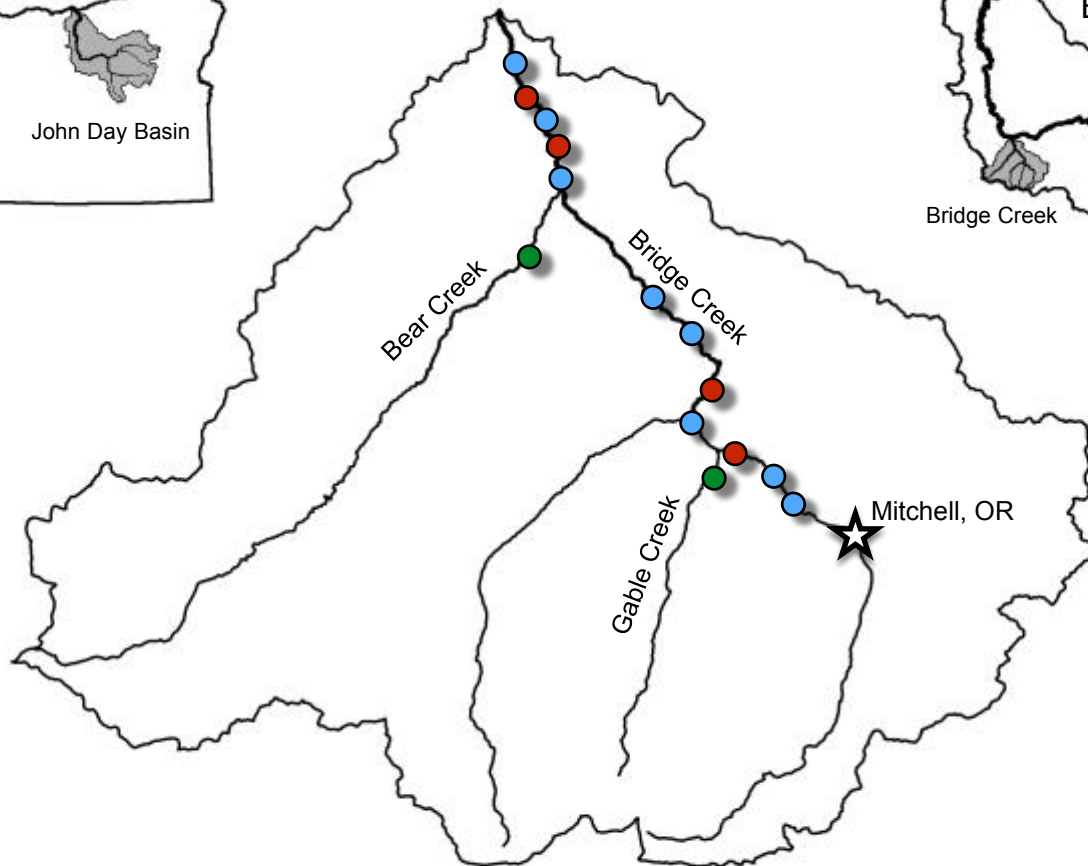 John Day Basin
Bridge Creek
Bridge Creek
Bear Creek
Mitchell, OR
Gable Creek